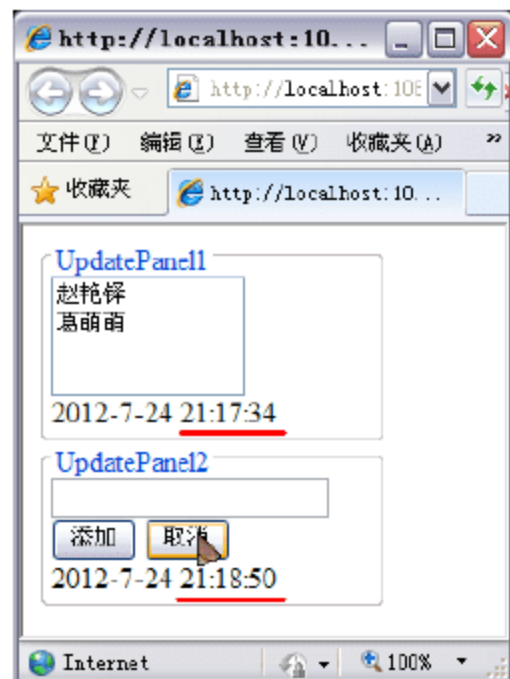 http://localhost:10...
http://localhost:10
文件(F) 编辑(E) 查看(V) 收藏夹(A) »
收藏夹 http://localhost:10...
UpdatePanel1
赵艳铎
葛萌萌
2012-7-24 21:17:34
UpdatePanel2
添加 取消
2012-7-24 21:18:50
Internet 100%